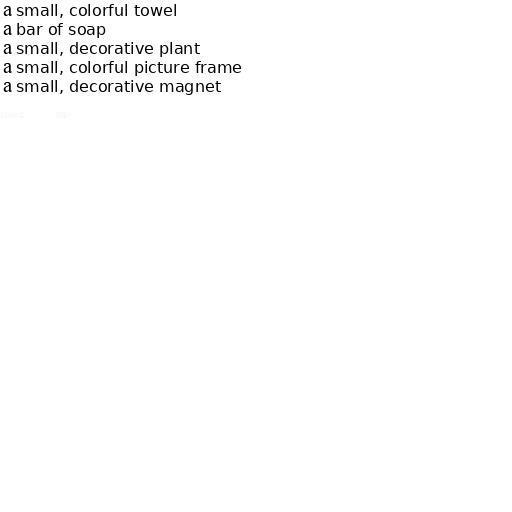 a small, colorful towel
a bar of soap
a small, decorative plant
a small, colorful picture frame
a small, decorative magnet